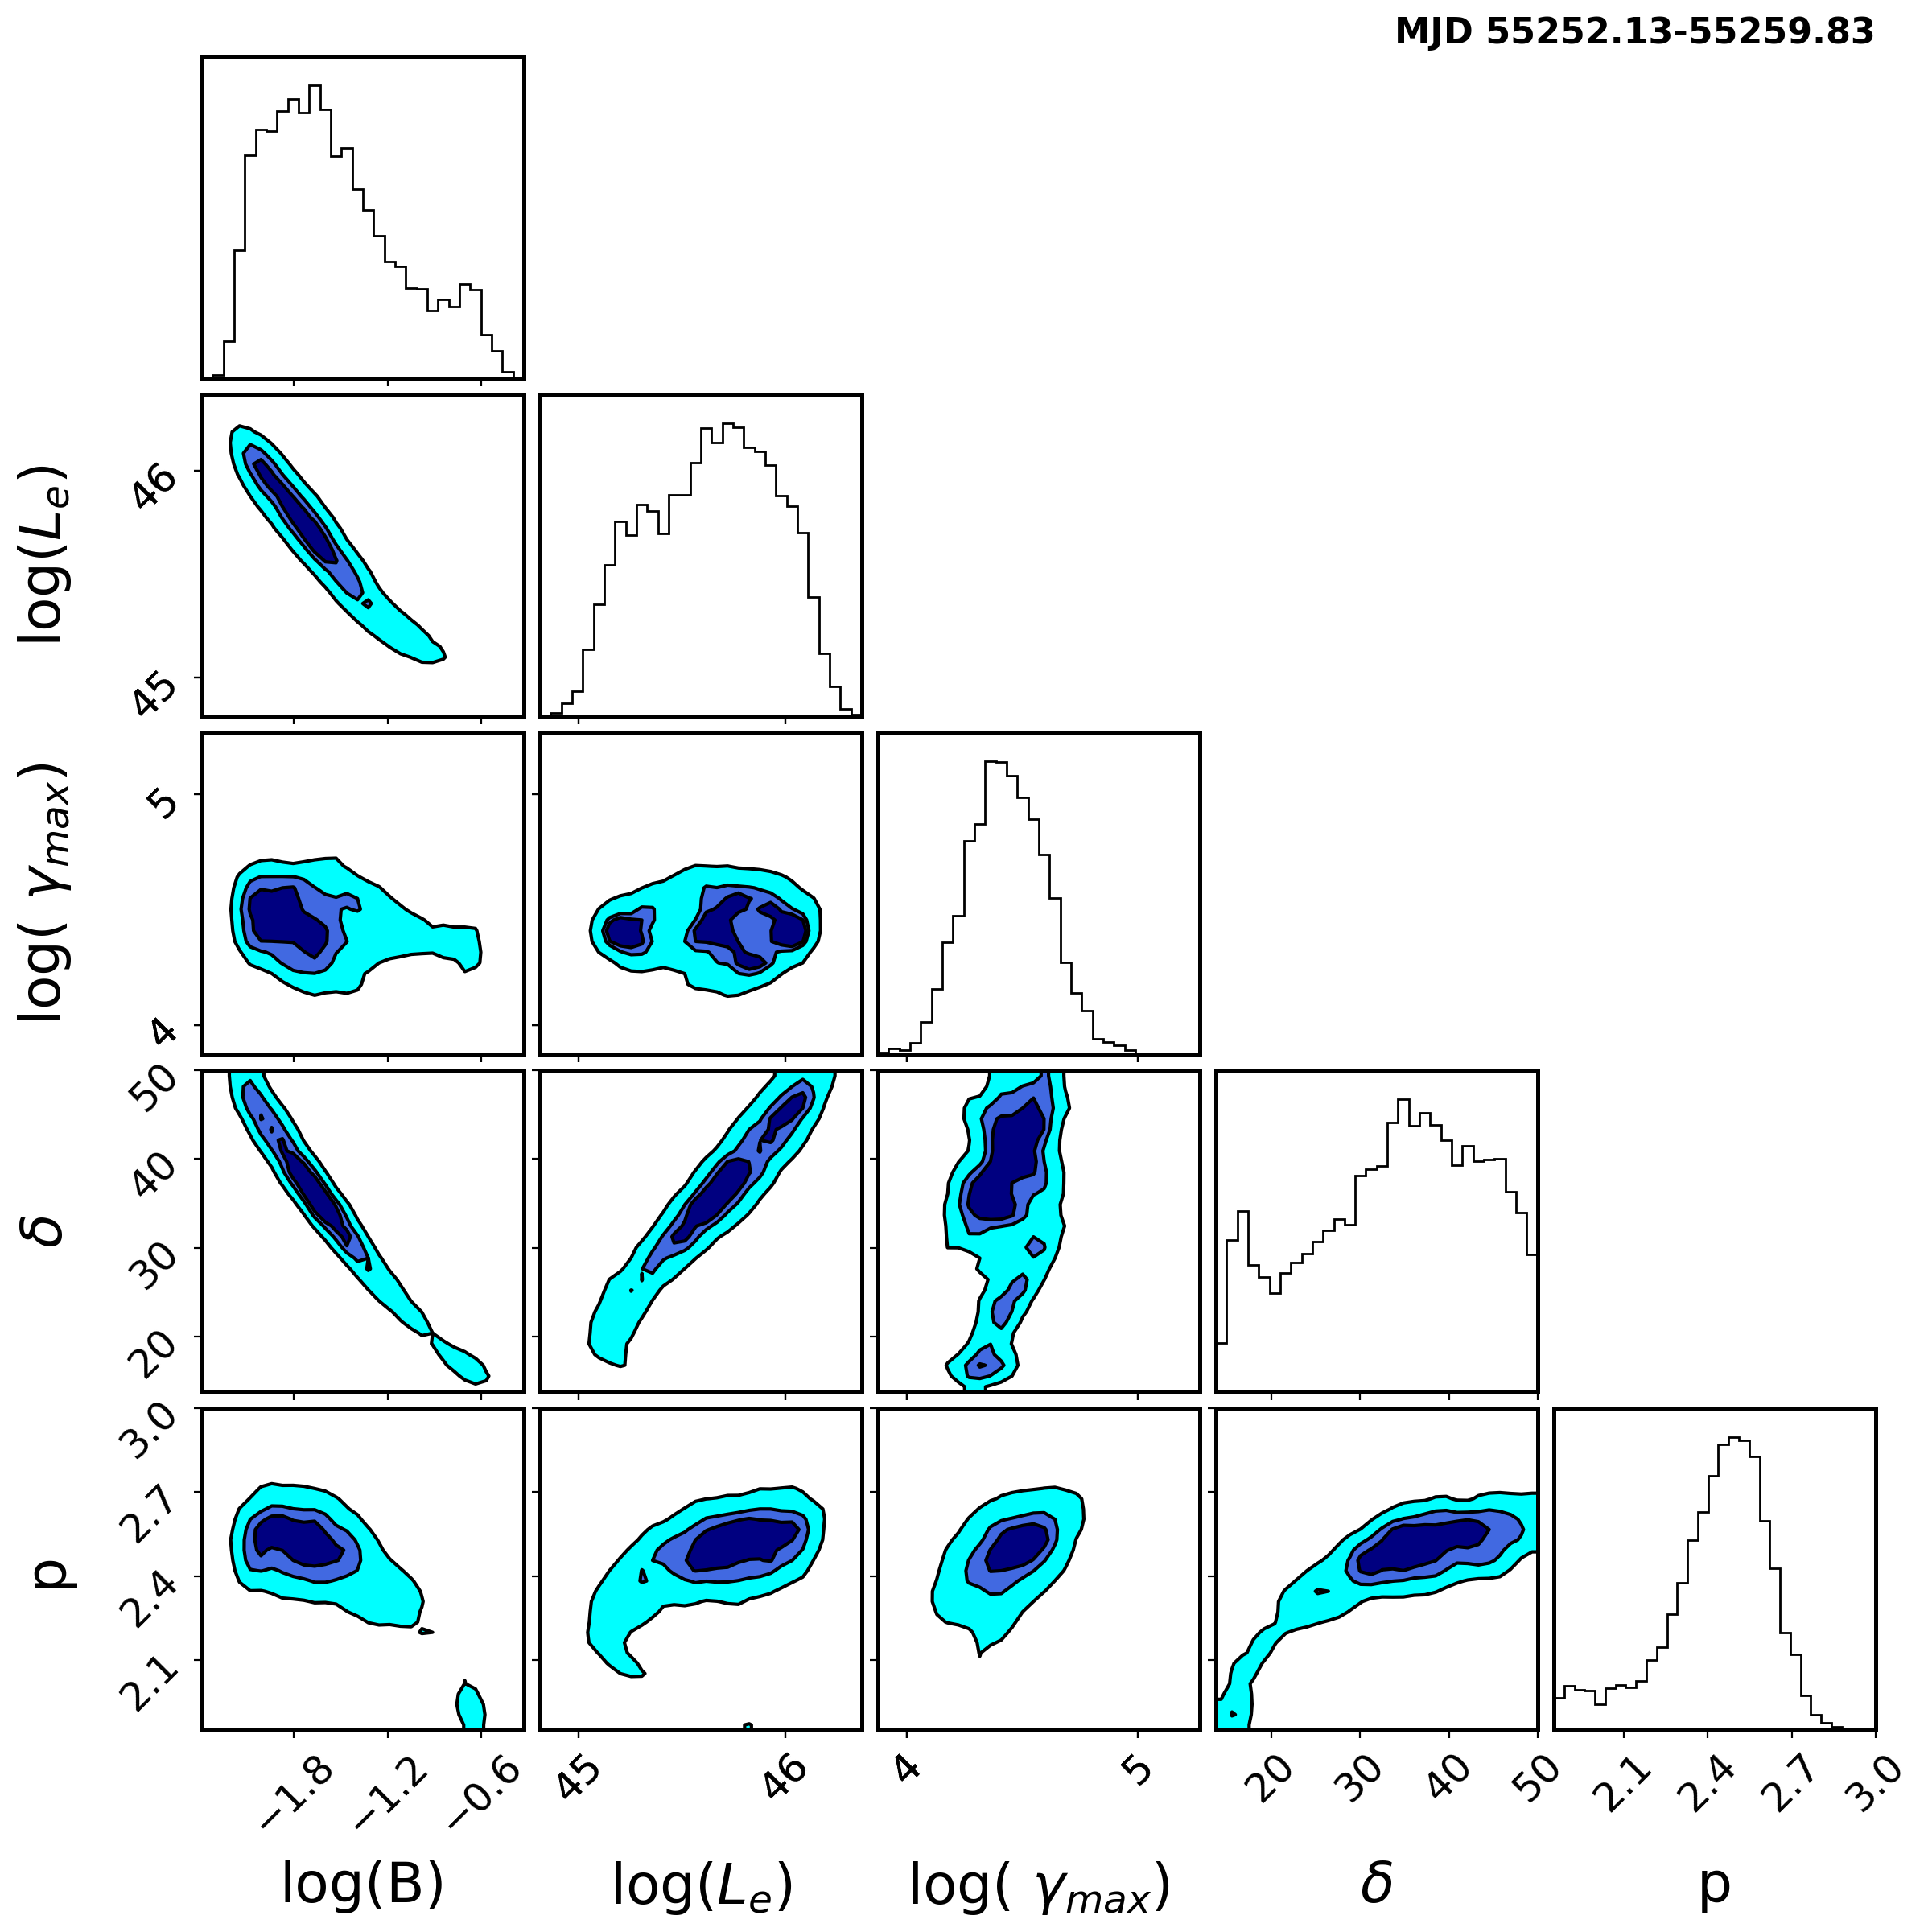 MJD 55252.13-55259.83
log(Lₑ)
46
45
log( γₘₐₓ)
5
4
δ
50
40
30
20
p
3.0
2.7
2.4
2.1
−1.8 −1.2 −0.6 45 46 4 5 20 30 40 50 2.1 2.4 2.7 3.0
log(B) log(Lₑ) log( γₘₐₓ) δ p